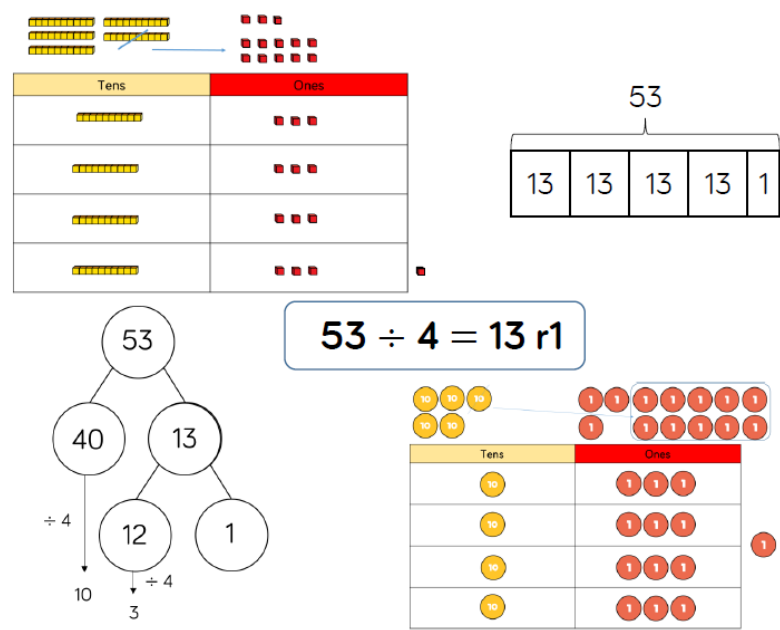 Tens Ones
53
13 13 13 13 1
53 ÷ 4 = 13 r1
53
40 13
÷ 4
12 1
10
÷ 4
3
10 10 10 1 1 1 1 1 1 1
10 10 1 1 1 1 1 1
Tens Ones
10 1 1 1
10 1 1 1
1
10 1 1 1
10 1 1 1